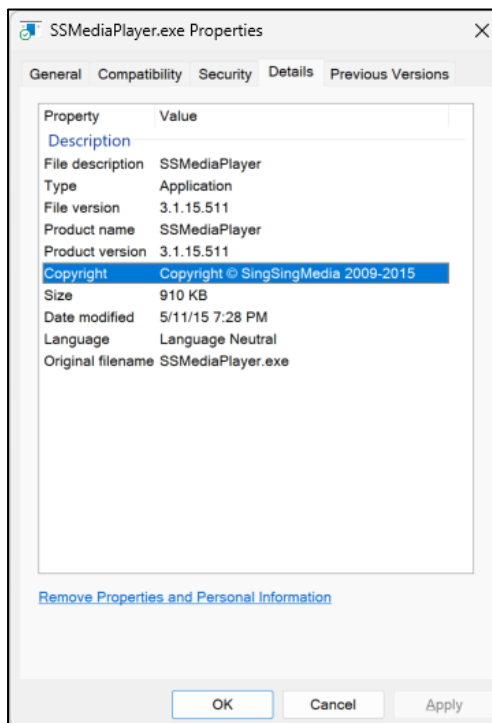 SSMediaPlayer.exe Properties
General Compatibility Security Details Previous Versions
Property Value
Description
File description SSMediaPlayer
Type Application
File version 3.1.15.511
Product name SSMediaPlayer
Product version 3.1.15.511
Copyright Copyright © SingSingMedia 2009-2015
Size 910 KB
Date modified 5/11/15 7:28 PM
Language Language Neutral
Original filename SSMediaPlayer.exe
Remove Properties and Personal Information
OK Cancel Apply